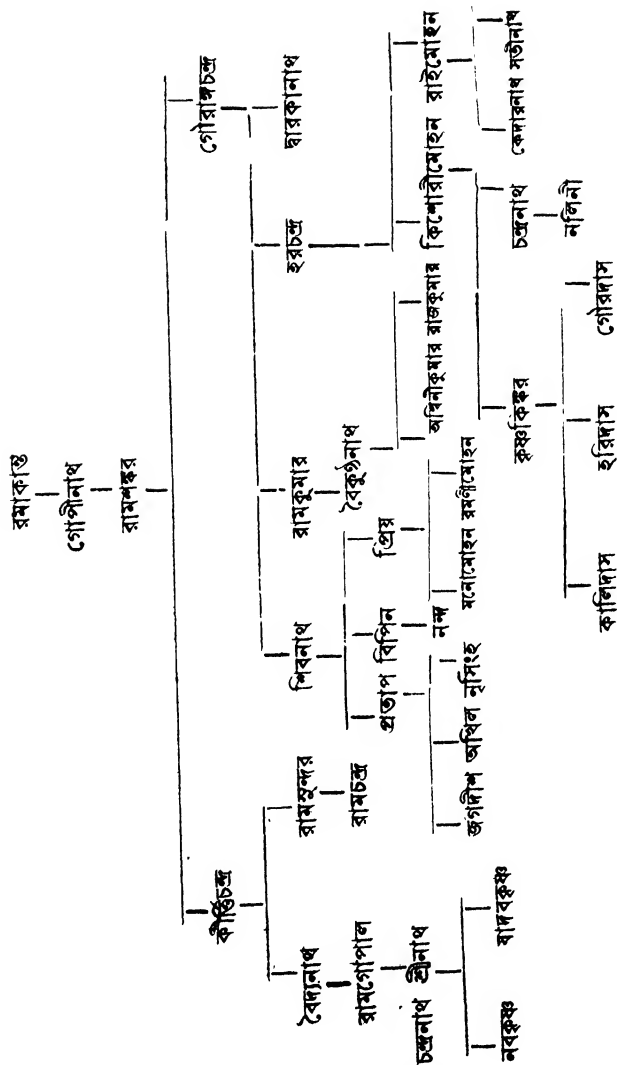 রমাকান্ত
গোপীনাথ
রামশঙ্কর
কীর্ত্তিচন্দ্র গৌরাঙ্গচন্দ্র
বৈদ্যনাথ রামসুন্দর শিবনাথ রামকুমার হরচন্দ্র দ্বারকানাথ
রামগোপাল রামচন্দ্র প্রতাপ বিপিন প্রিয় বৈকুণ্ঠনাথ
চন্দ্রনাথ শ্রীনাথ নন্দ অশ্বিনীকুমার রাজকুমার কিশোরীমোহন রাইমোহন
জগদীশ অখিল নৃসিংহ মনোমোহন রমণীমোহন
নবকৃষ্ণ যাদবকৃষ্ণ কৃষ্ণকিঙ্কর চন্দ্রনাথ কেদারনাথ সতীনাথ
নলিনী
কালিদাস হরিদাস গৌরদাস